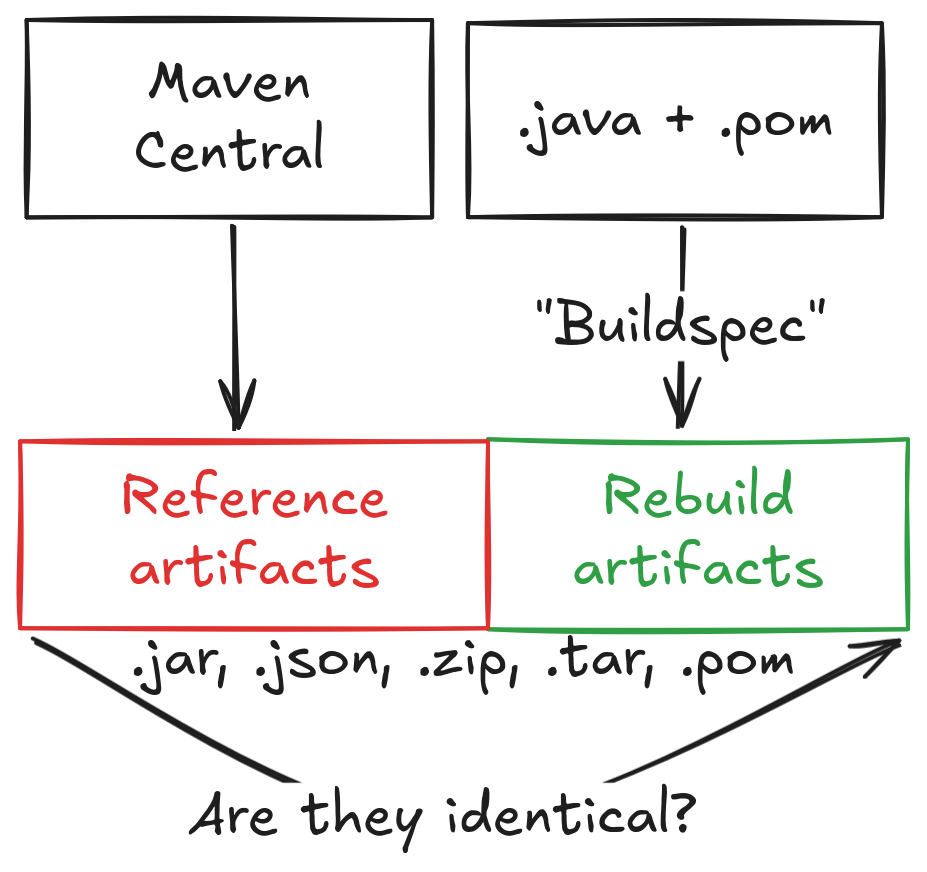 Maven
Central
.java + .pom
"Buildspec"
Reference
artifacts
Rebuild
artifacts
.jar, .json, .zip, .tar, .pom
Are they identical?